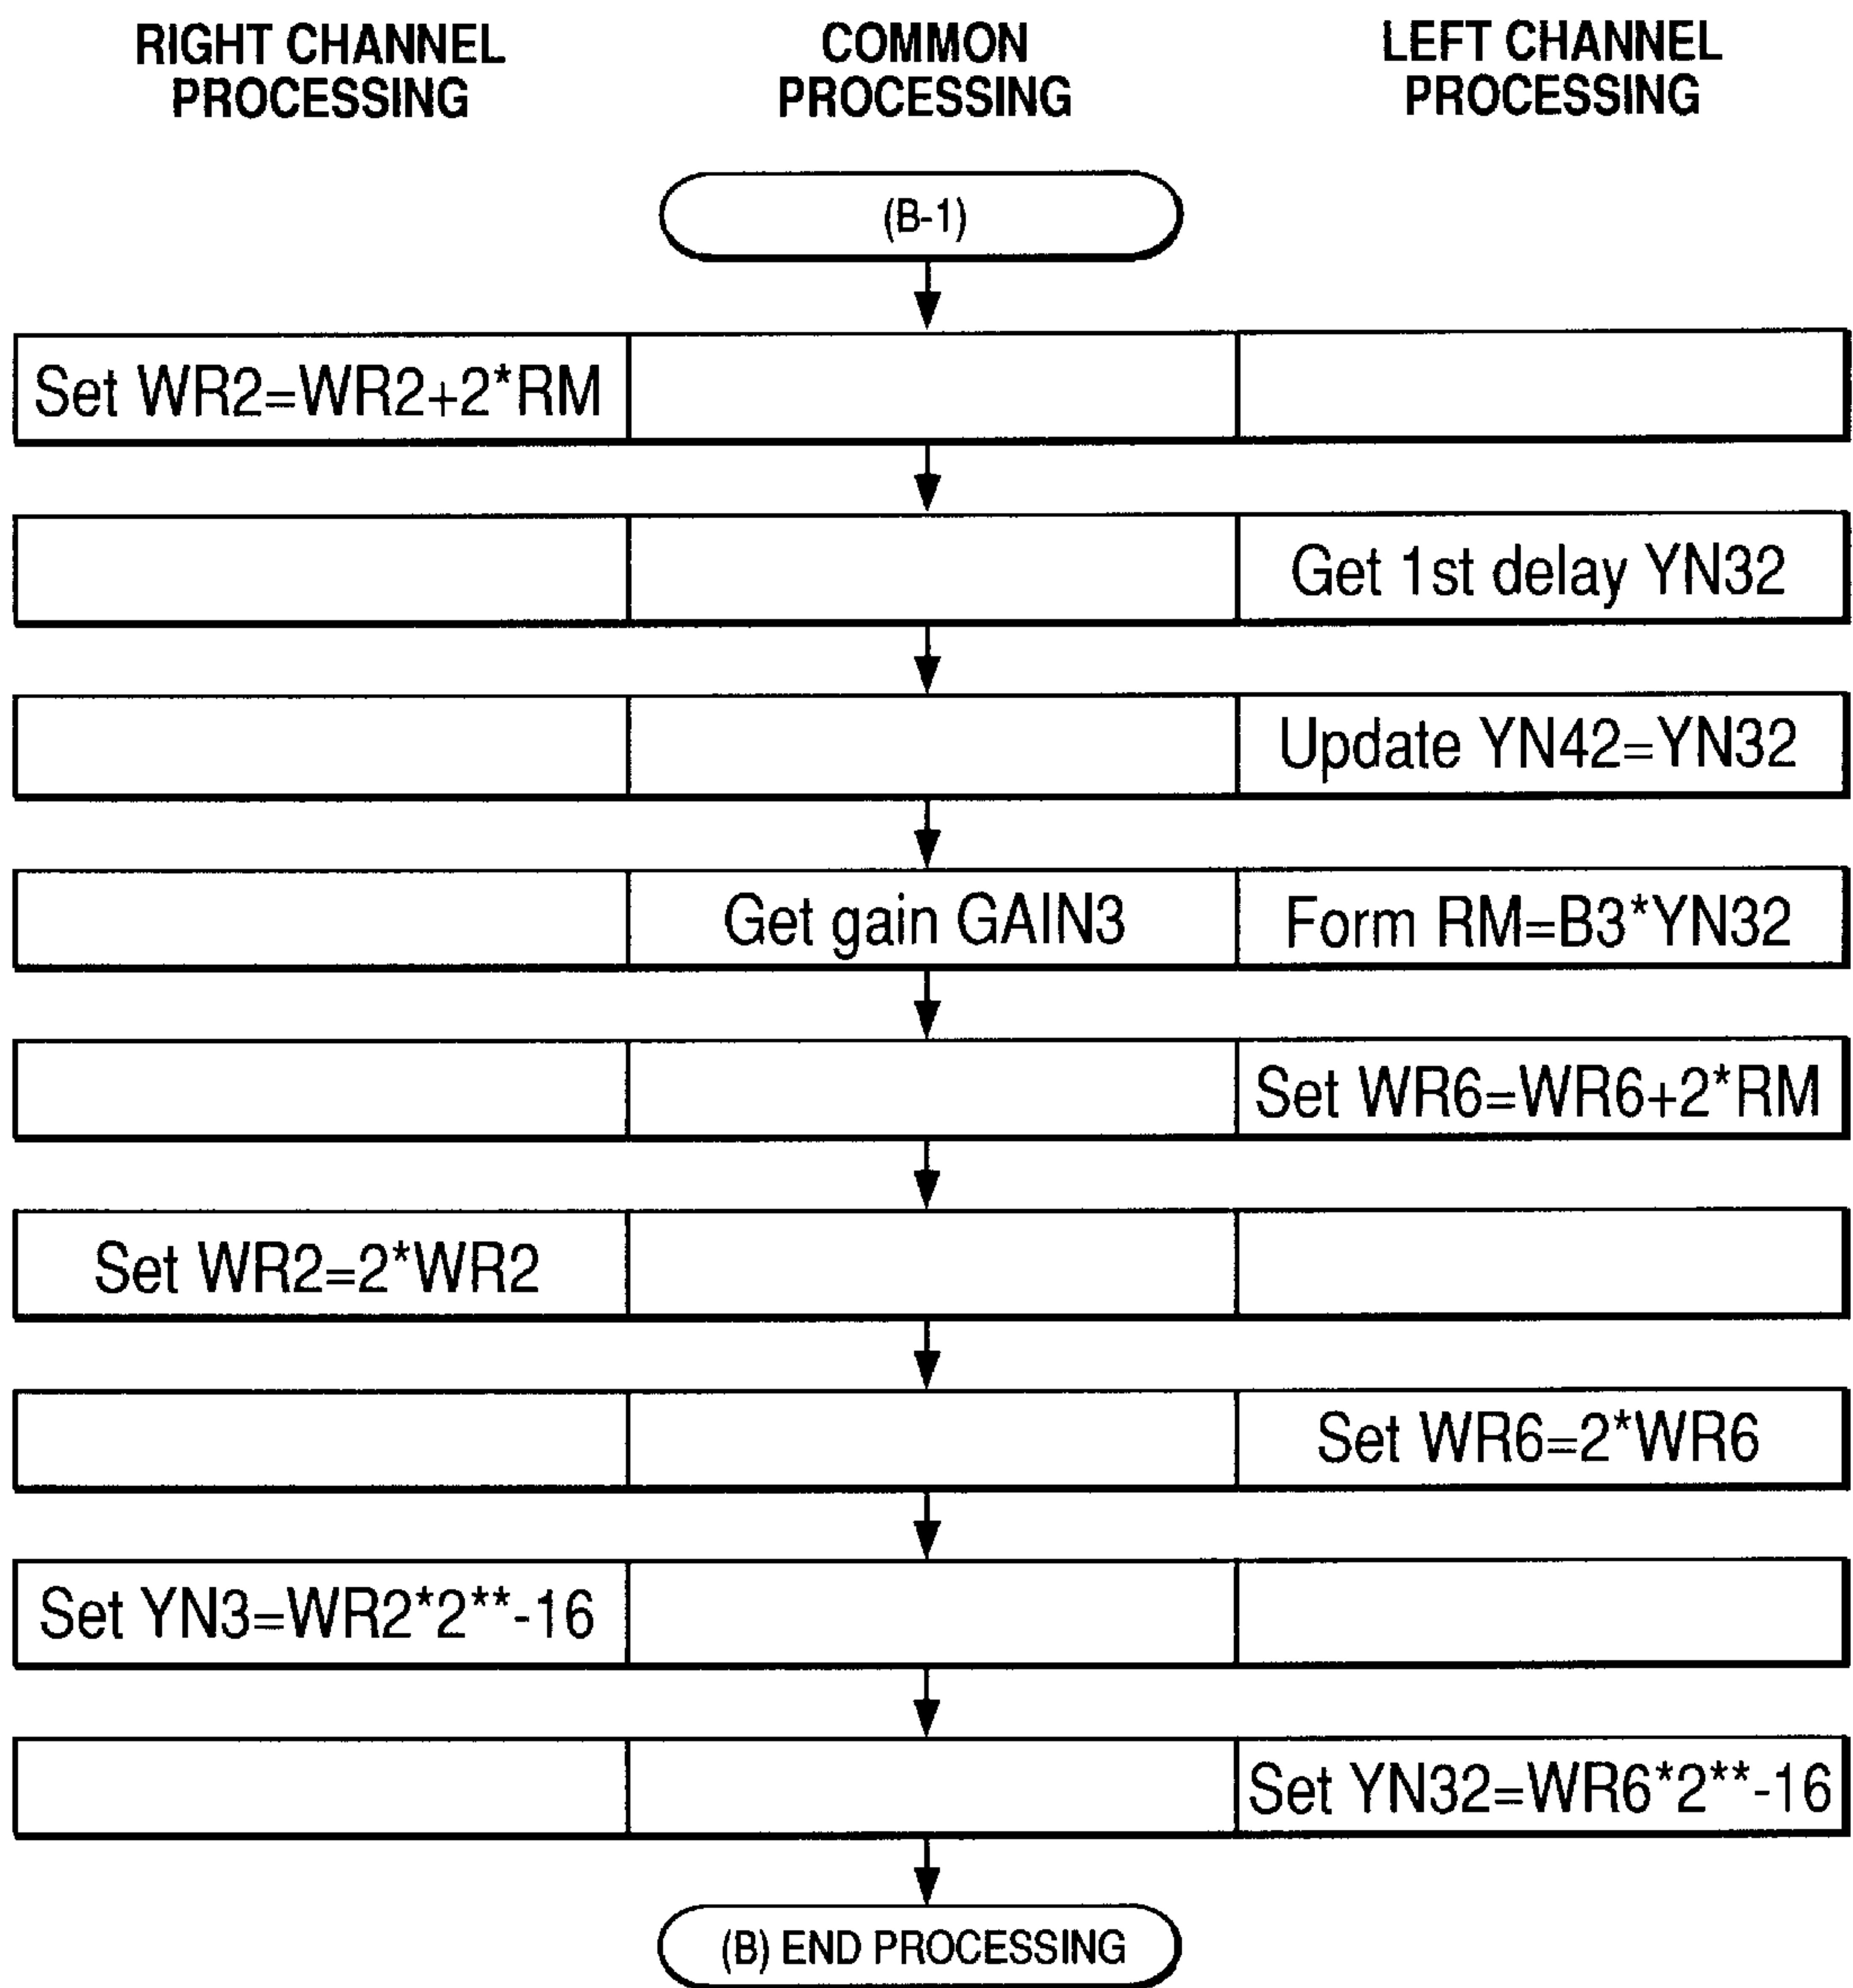 RIGHT CHANNEL
PROCESSING
COMMON
PROCESSING
LEFT CHANNEL
PROCESSING
(B-1)
Set WR2=WR2+2*RM
Get 1st delay YN32
Update YN42=YN32
Get gain GAIN3
Form RM=B3*YN32
Set WR6=WR6+2*RM
Set WR2=2*WR2
Set WR6=2*WR6
Set YN3=WR2*2**-16
Set YN32=WR6*2**-16
(B) END PROCESSING